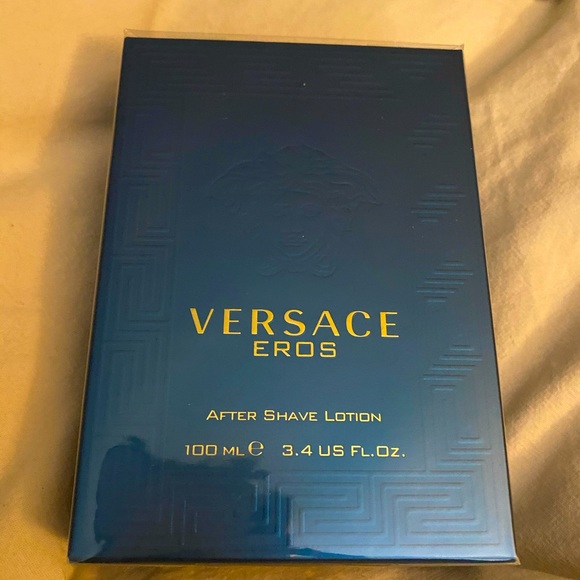 VERSACE
EROS
After Shave Lotion
100 ml ℮ 3.4 US Fl.Oz.